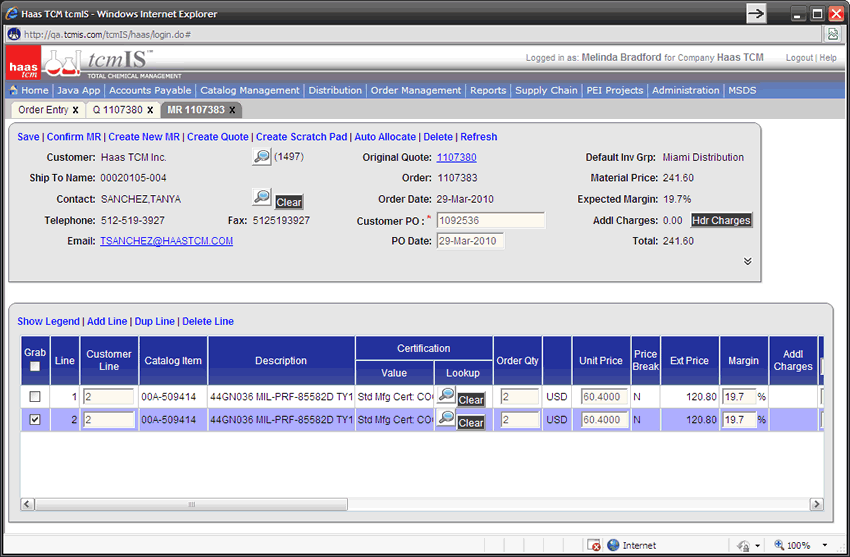 Haas TCM tcmIS - Windows Internet Explorer
http://qa.tcmis.com/tcmIS/haas/login.do#
haas tcm tcmIS™ TOTAL CHEMICAL MANAGEMENT
Logged in as: Melinda Bradford for Company Haas TCM Logout | Help
Home | Java App | Accounts Payable | Catalog Management | Distribution | Order Management | Reports | Supply Chain | PEI Projects | Administration | MSDS
Order Entry x Q 1107380 x MR 1107383 x
Save | Confirm MR | Create New MR | Create Quote | Create Scratch Pad | Auto Allocate | Delete | Refresh
Customer: Haas TCM Inc. (1497) Original Quote: 1107380 Default Inv Grp: Miami Distribution
Ship To Name: 00020105-004 Order: 1107383 Material Price: 241.60
Contact: SANCHEZ,TANYA Clear Order Date: 29-Mar-2010 Expected Margin: 19.7%
Telephone: 512-519-3927 Fax: 5125193927 Customer PO :* 1092536 Addl Charges: 0.00 Hdr Charges
Email: TSANCHEZ@HAASTCM.COM PO Date: 29-Mar-2010 Total: 241.60
Show Legend | Add Line | Dup Line | Delete Line
Grab Line Customer Line Catalog Item Description Certification Value Lookup Order Qty Unit Price Price Break Ext Price Margin Addl Charges
1 2 00A-509414 44GN036 MIL-PRF-85582D TY1 Std Mfg Cert: CO Clear 2 USD 60.4000 N 120.80 19.7 %
2 2 00A-509414 44GN036 MIL-PRF-85582D TY1 Std Mfg Cert: CO Clear 2 USD 60.4000 N 120.80 19.7 %
Internet 100%